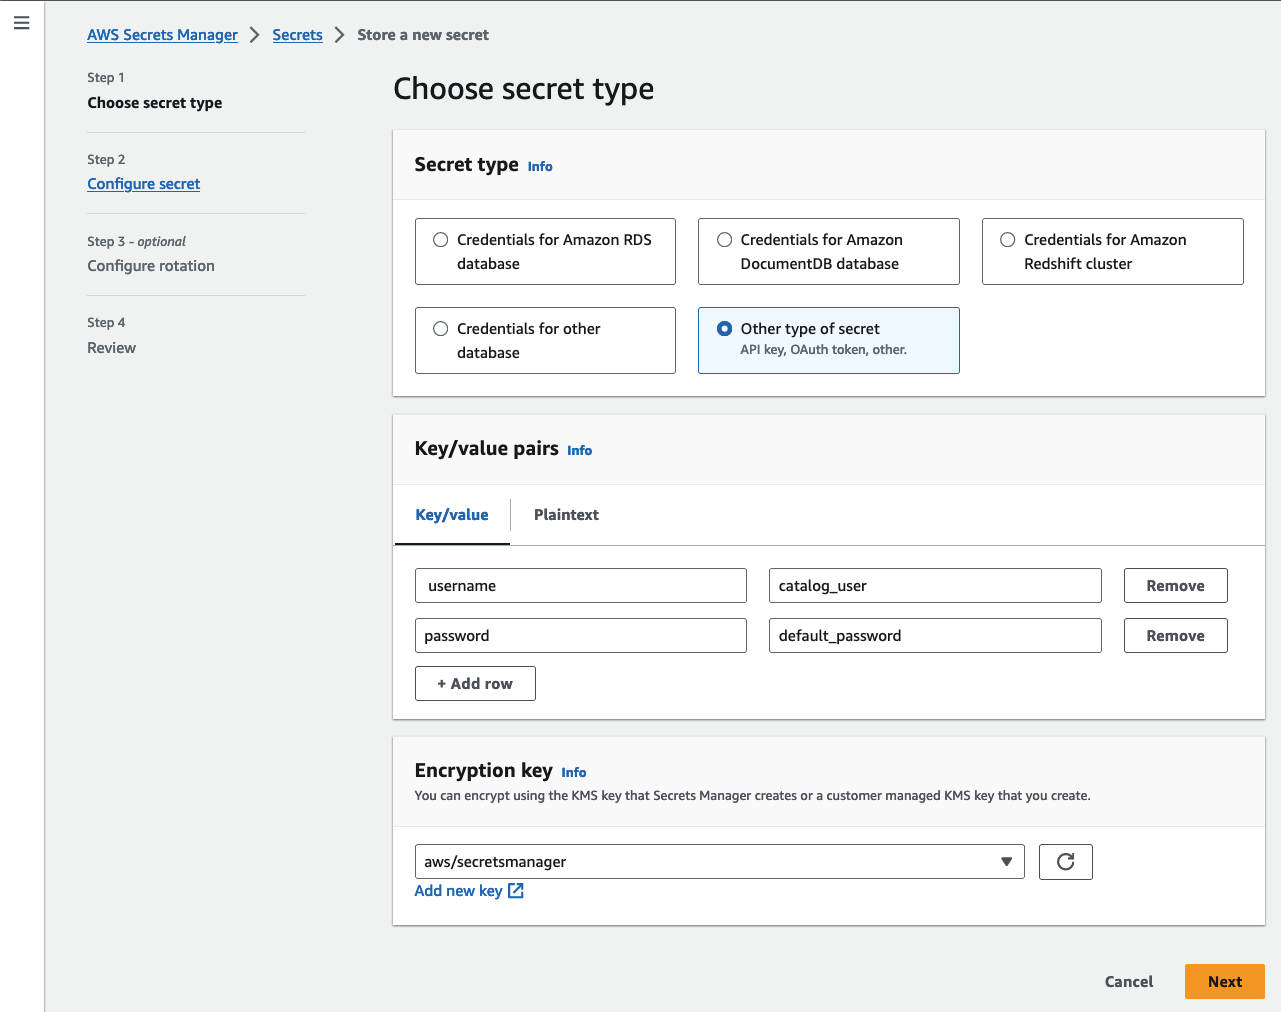 AWS Secrets Manager > Secrets > Store a new secret
Step 1
Choose secret type
Step 2
Configure secret
Step 3 - optional
Configure rotation
Step 4
Review
Choose secret type
Secret type Info
Credentials for Amazon RDS
database
Credentials for Amazon
DocumentDB database
Credentials for Amazon
Redshift cluster
Credentials for other
database
Other type of secret
API key, OAuth token, other.
Key/value pairs Info
Key/value Plaintext
username catalog_user Remove
password default_password Remove
+ Add row
Encryption key Info
You can encrypt using the KMS key that Secrets Manager creates or a customer managed KMS key that you create.
aws/secretsmanager
Add new key
Cancel Next